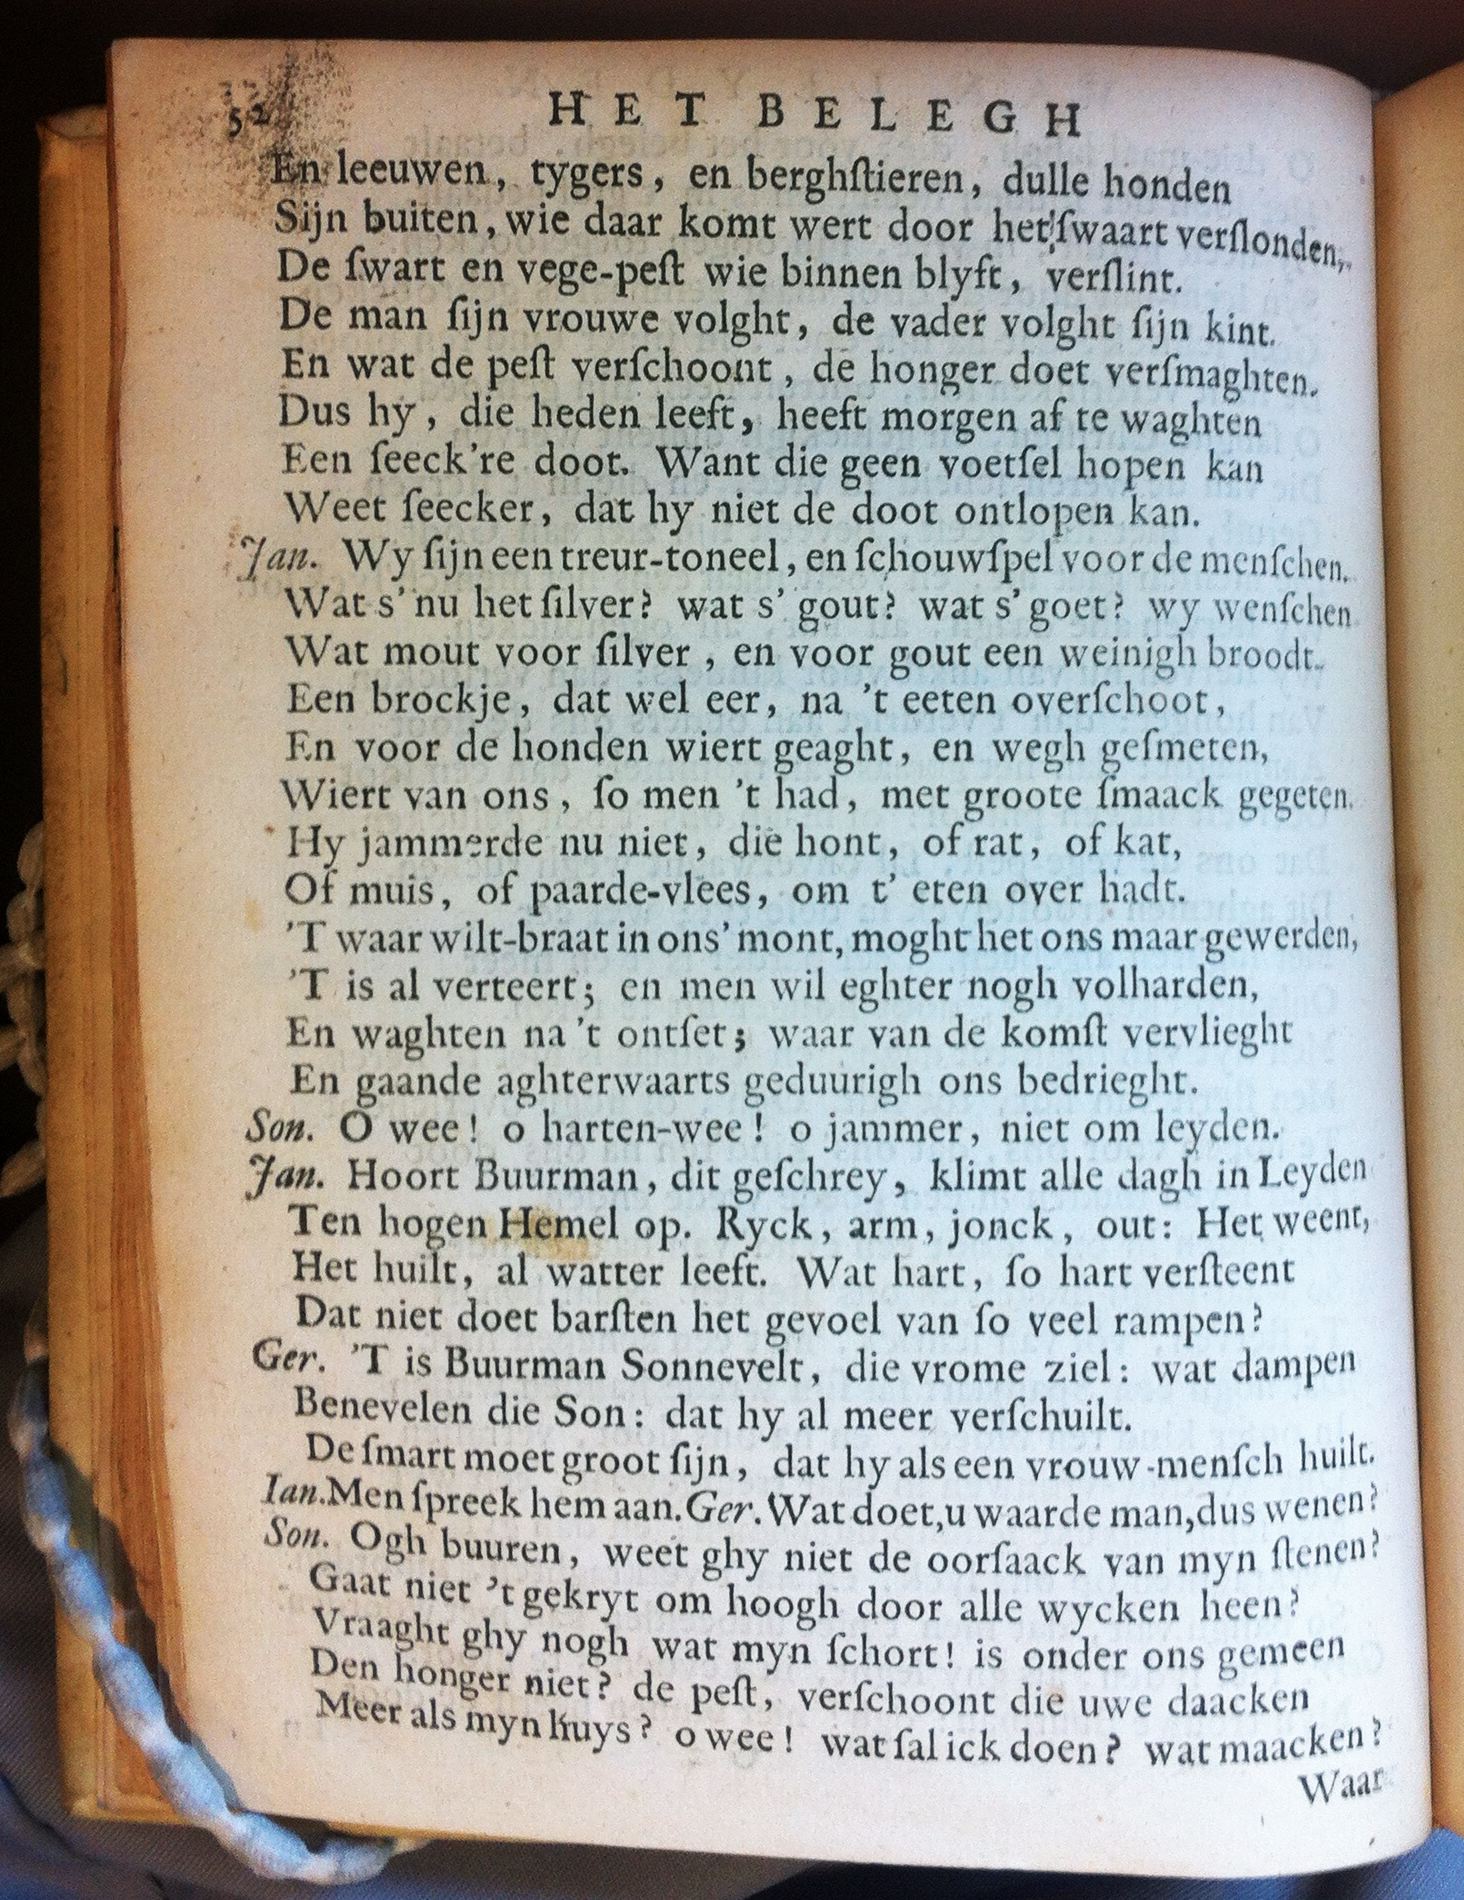 52 HET BELEGH
En leeuwen, tygers, en berghſtieren, dulle honden
Sijn buiten, wie daar komt wert door het ſwaart verſlonden,
De ſwart en vege-peſt wie binnen blyft, verſlint.
De man ſijn vrouwe volght, de vader volght ſijn kint.
En wat de peſt verſchoont, de honger doet verſmaghten.
Dus hy, die heden leeft, heeft morgen af te waghten
Een ſeeck're doot. Want die geen voetſel hopen kan
Weet ſeecker, dat hy niet de doot ontlopen kan.
Jan. Wy ſijn een treur-toneel, en ſchouwſpel voor de menſchen.
Wat s' nu het ſilver? wat s' gout? wat s' goet? wy wenſchen
Wat mout voor ſilver, en voor gout een weinigh broodt.
Een brockje, dat wel eer, na 't eeten overſchoot,
En voor de honden wiert geaght, en wegh geſmeten,
Wiert van ons, ſo men 't had, met groote ſmaack gegeten.
Hy jammerde nu niet, die hont, of rat, of kat,
Of muis, of paarde-vlees, om t' eten over hadt.
'T waar wilt-braat in ons' mont, moght het ons maar gewerden,
'T is al verteert; en men wil eghter nogh volharden,
En waghten na 't ontſet; waar van de komſt vervlieght
En gaande aghterwaarts geduurigh ons bedrieght.
Son. O wee! o harten-wee! o jammer, niet om leyden.
Jan. Hoort Buurman, dit geſchrey, klimt alle dagh in Leyden
Ten hogen Hemel op. Ryck, arm, jonck, out: Het weent,
Het huilt, al watter leeft. Wat hart, ſo hart verſteent
Dat niet doet barſten het gevoel van ſo veel rampen?
Ger. 'T is Buurman Sonnevelt, die vrome ziel: wat dampen
Benevelen die Son: dat hy al meer verſchuilt.
De ſmart moet groot ſijn, dat hy als een vrouw-menſch huilt.
Ian. Men ſpreek hem aan. Ger. Wat doet, u waarde man, dus wenen?
Son. Ogh buuren, weet ghy niet de oorſaack van myn ſtenen?
Gaat niet 't gekryt om hoogh door alle wycken heen?
Vraaght ghy nogh wat myn ſchort! is onder ons gemeen
Den honger niet? de peſt, verſchoont die uwe daacken
Meer als myn huys? o wee! wat ſal ick doen? wat maacken?
Waar